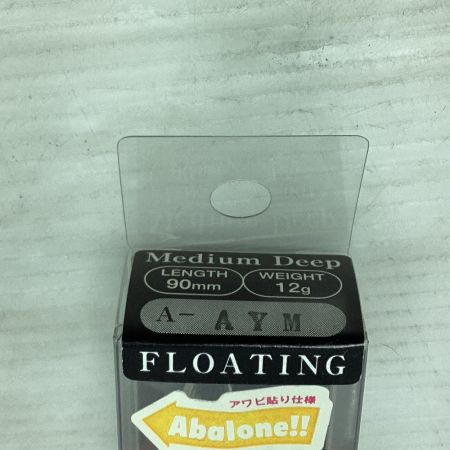 Medium Deep
LENGTH 90mm
WEIGHT 12g
A- AYM
FLOATING
アワビ貼り仕様
Abalone!!